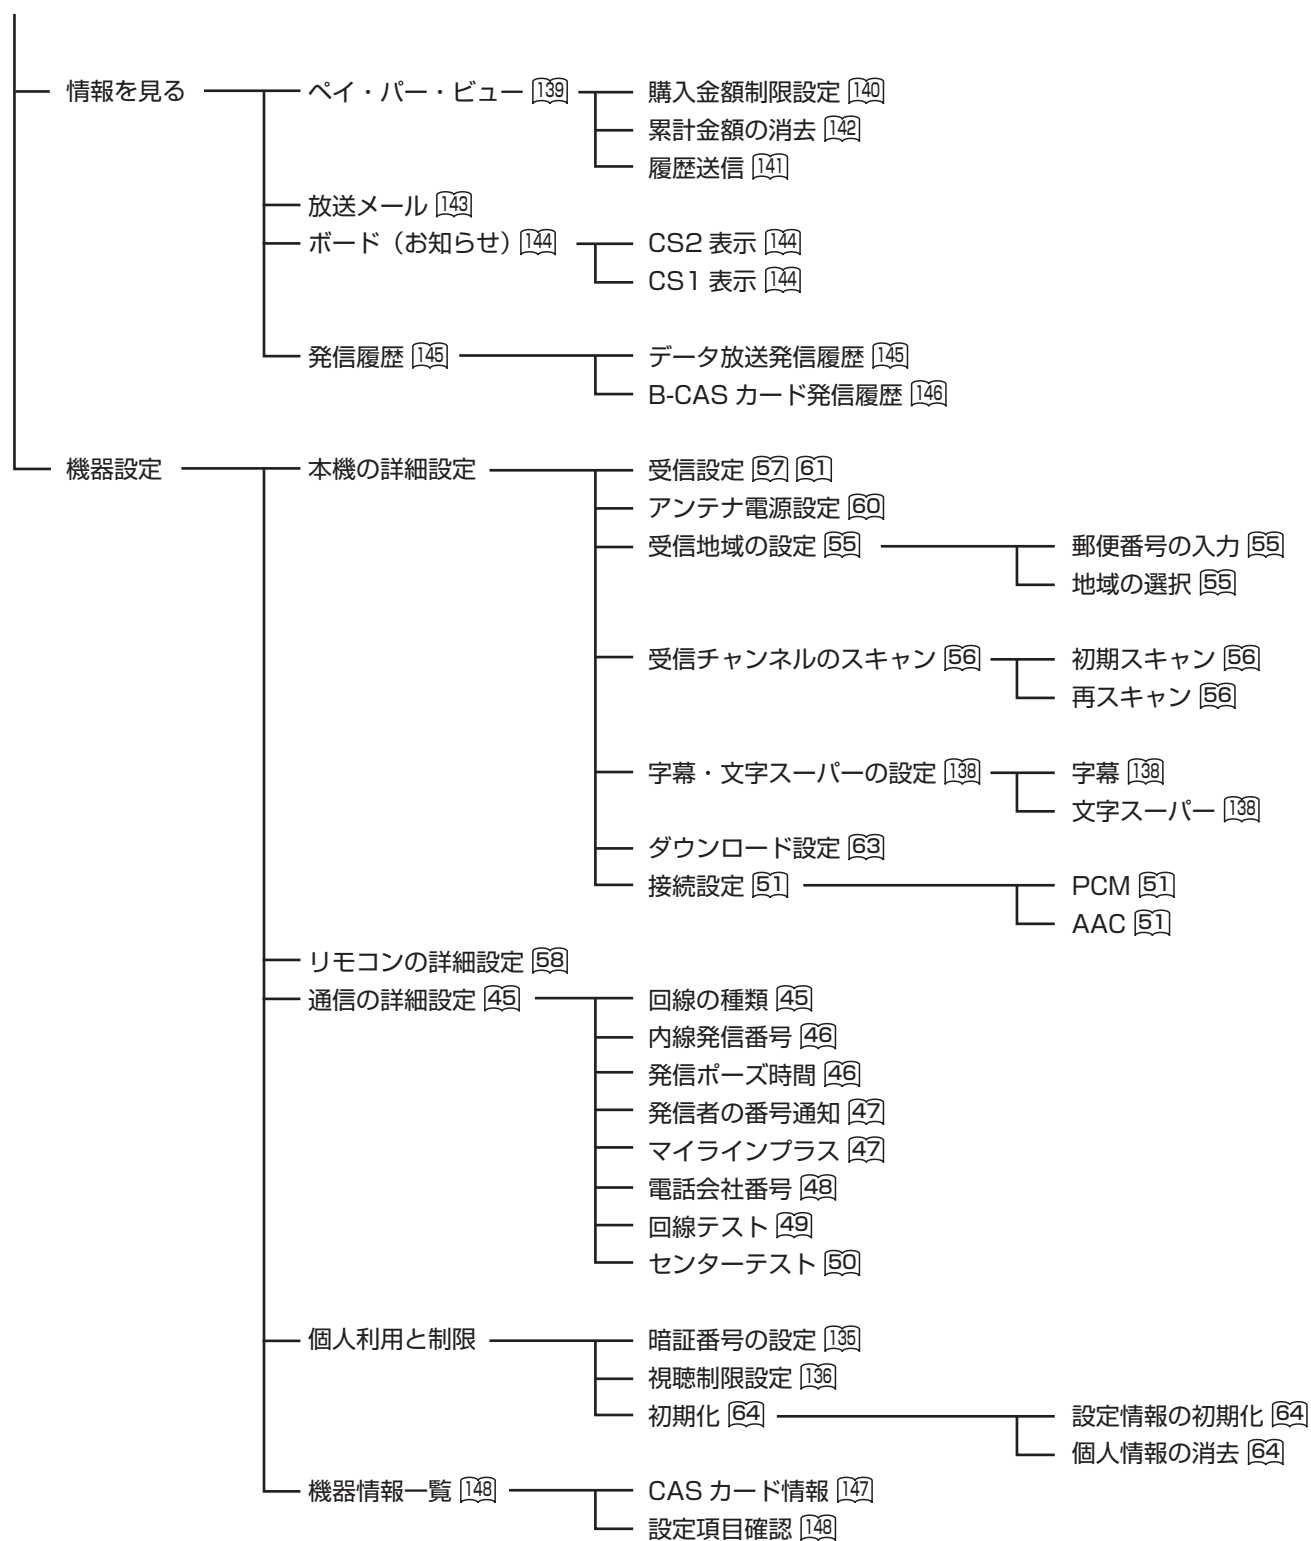 情報を見る ペイ・パー・ビュー 139 購入金額制限設定 140
累計金額の消去 142
履歴送信 141
放送メール 143
ボード（お知らせ） 144 CS2 表示 144
CS1 表示 144
発信履歴 145 データ放送発信履歴 145
B-CAS カード発信履歴 146
機器設定 本機の詳細設定 受信設定 57 61
アンテナ電源設定 60
受信地域の設定 55 郵便番号の入力 55
地域の選択 55
受信チャンネルのスキャン 56 初期スキャン 56
再スキャン 56
字幕・文字スーパーの設定 138 字幕 138
文字スーパー 138
ダウンロード設定 63
接続設定 51 PCM 51
AAC 51
リモコンの詳細設定 58
通信の詳細設定 45 回線の種類 45
内線発信番号 46
発信ポーズ時間 46
発信者の番号通知 47
マイラインプラス 47
電話会社番号 48
回線テスト 49
センターテスト 50
個人利用と制限 暗証番号の設定 135
視聴制限設定 136
初期化 64 設定情報の初期化 64
個人情報の消去 64
機器情報一覧 148 CAS カード情報 147
設定項目確認 148